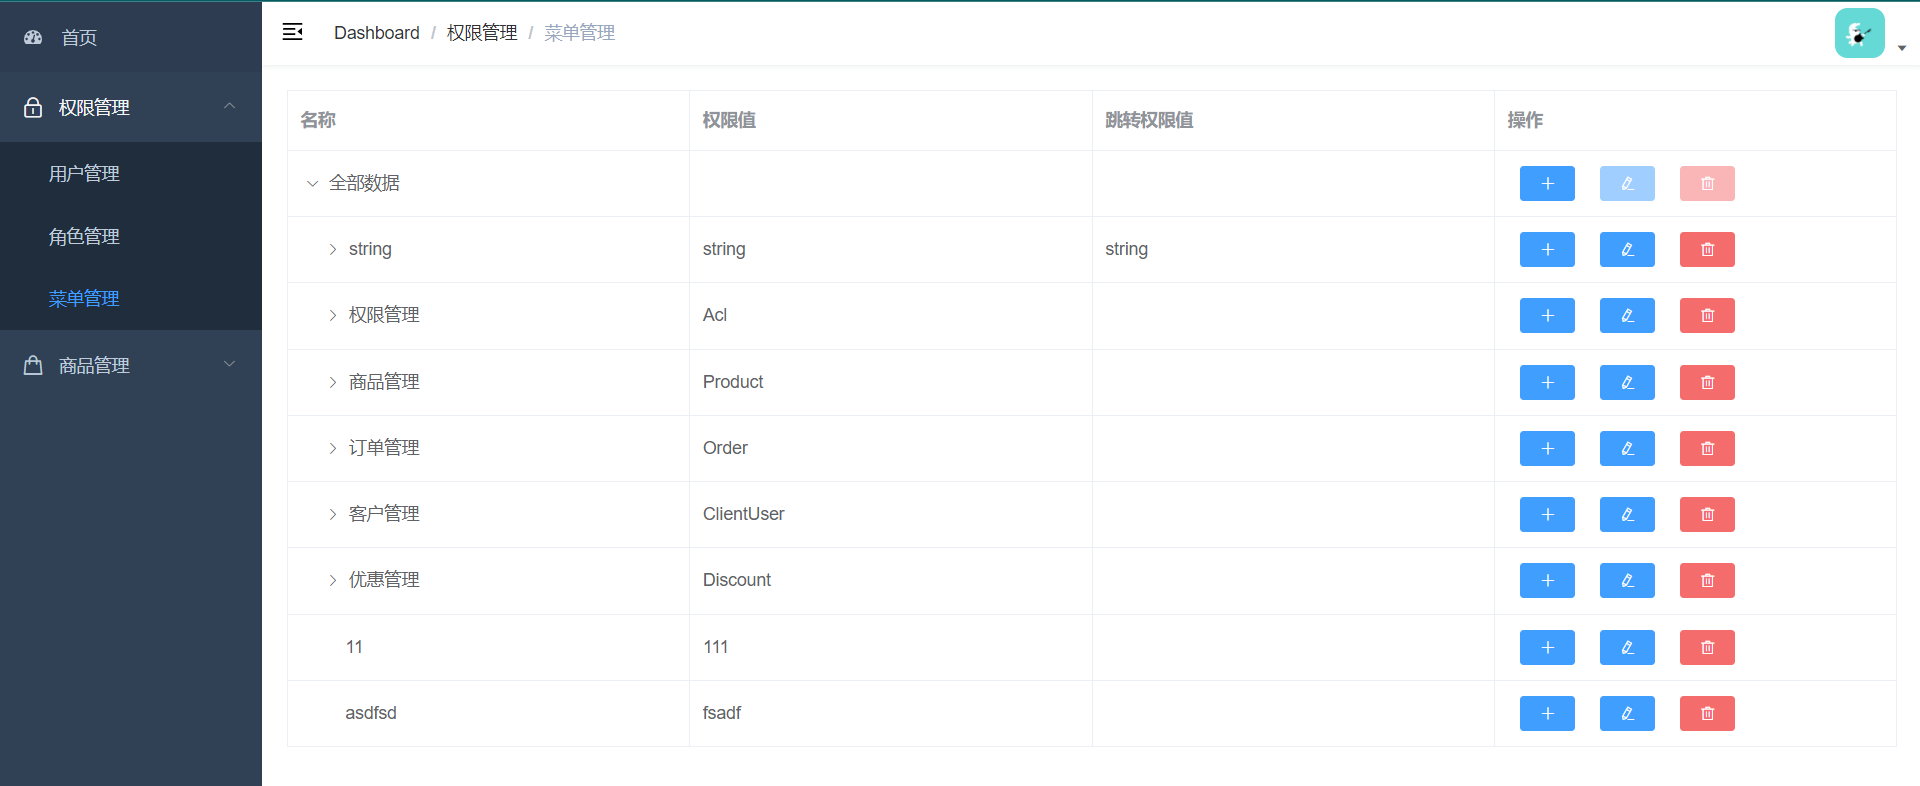 首页
权限管理
用户管理
角色管理
菜单管理
商品管理
Dashboard / 权限管理 / 菜单管理
名称 权限值 跳转权限值 操作
全部数据
string string string
权限管理 Acl
商品管理 Product
订单管理 Order
客户管理 ClientUser
优惠管理 Discount
11 111
asdfsd fsadf